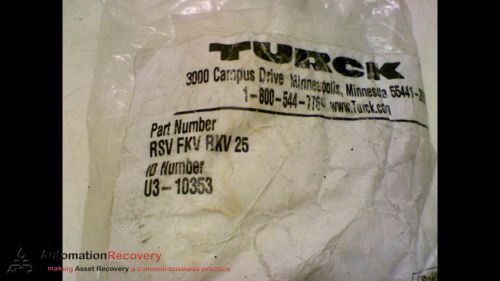 TURCK
3000 Campus Drive Minneapolis, Minnesota 55441-
1-800-544-7769 www.Turck.com
Part Number
RSV FKV RKV 25
ID Number
U3-10353
AutomationRecovery
making Asset Recovery a common business practice